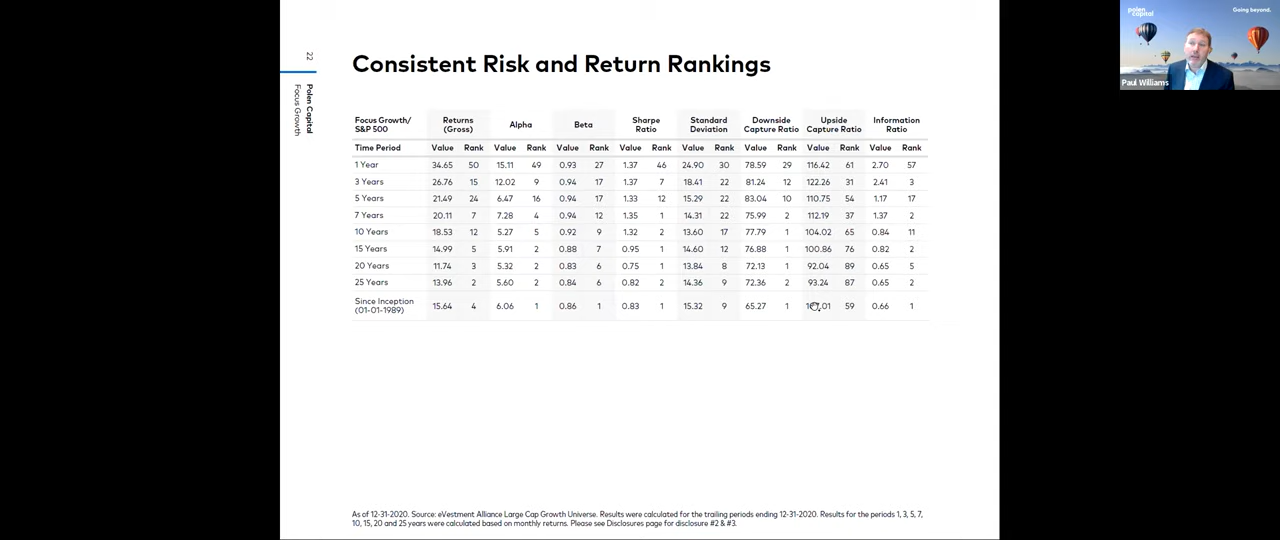 polen capital
Going beyond.
Paul Williams
22
Polen Capital
Focus Growth
Consistent Risk and Return Rankings
Focus Growth/ S&P 500 Returns (Gross) Alpha Beta Sharpe Ratio Standard Deviation Downside Capture Ratio Upside Capture Ratio Information Ratio
Time Period Value Rank Value Rank Value Rank Value Rank Value Rank Value Rank Value Rank Value Rank
1 Year 34.65 50 15.11 49 0.93 27 1.37 46 24.90 30 78.59 29 116.42 61 2.70 57
3 Years 26.76 15 12.02 9 0.94 17 1.37 7 18.41 22 81.24 12 122.26 31 2.41 3
5 Years 21.49 24 6.47 16 0.94 17 1.33 12 15.29 22 83.04 10 110.75 54 1.17 17
7 Years 20.11 7 7.28 4 0.94 12 1.35 1 14.31 22 75.99 2 112.19 37 1.37 2
10 Years 18.53 12 5.27 5 0.92 9 1.32 2 13.60 17 77.79 1 104.02 65 0.84 11
15 Years 14.99 5 5.91 2 0.88 7 0.95 1 14.60 12 76.88 1 100.86 76 0.82 2
20 Years 11.74 3 5.32 2 0.83 6 0.75 1 13.84 8 72.13 1 92.04 89 0.65 5
25 Years 13.96 2 5.60 2 0.84 6 0.82 2 14.36 9 72.36 2 93.24 87 0.65 2
Since Inception (01-01-1989) 15.64 4 6.06 1 0.86 1 0.83 1 15.32 9 65.27 1 59 0.66 1
As of 12-31-2020. Source: eVestment Alliance Large Cap Growth Universe. Results were calculated for the trailing periods ending 12-31-2020. Results for the periods 1, 3, 5, 7,
10, 15, 20 and 25 years were calculated based on monthly returns. Please see Disclosures page for disclosure #2 & #3.